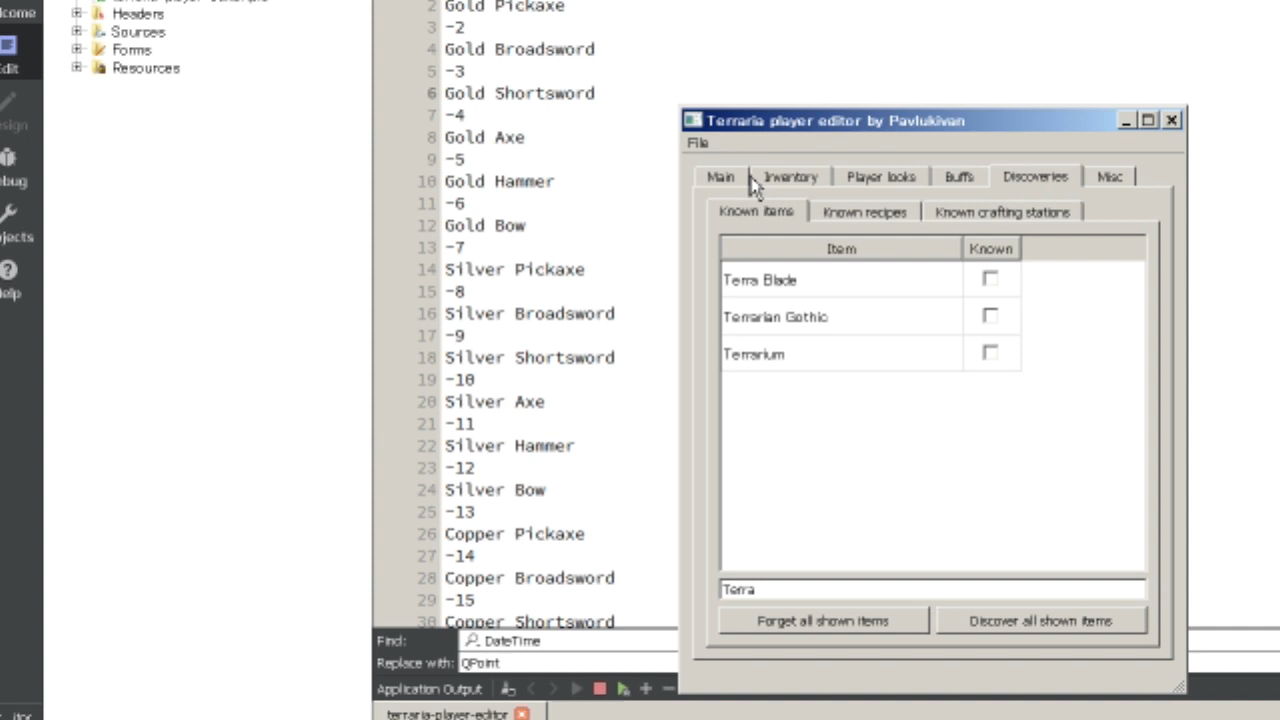 Headers
Sources
Forms
Resources
2 Gold Pickaxe
3 -2
4 Gold Broadsword
5 -3
6 Gold Shortsword
7 -4
8 Gold Axe
9 -5
10 Gold Hammer
11 -6
12 Gold Bow
13 -7
14 Silver Pickaxe
15 -8
16 Silver Broadsword
17 -9
18 Silver Shortsword
19 -10
20 Silver Axe
21 -11
22 Silver Hammer
23 -12
24 Silver Bow
25 -13
26 Copper Pickaxe
27 -14
28 Copper Broadsword
29 -15
30 Copper Shortsword
Find: DateTime
Replace with: QPoint
Application Output
terraria-player-editor
Terraria player editor by Pavlukivan
File
Main Inventory Player looks Buffs Discoveries Misc
Known items Known recipes Known crafting stations
Item Known
Terra Blade
Terrarian Gothic
Terrarium
Terra
Forget all shown items Discover all shown items